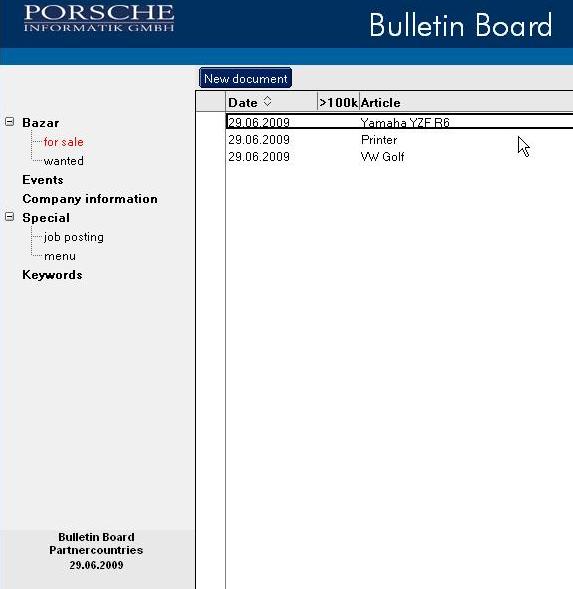 PORSCHE
INFORMATIK GMBH
Bulletin Board
New document
Date >100k Article
Bazar
for sale
wanted
Events
Company information
Special
job posting
menu
Keywords
29.06.2009 Yamaha YZF R6
29.06.2009 Printer
29.06.2009 VW Golf
Bulletin Board
Partnercountries
29.06.2009